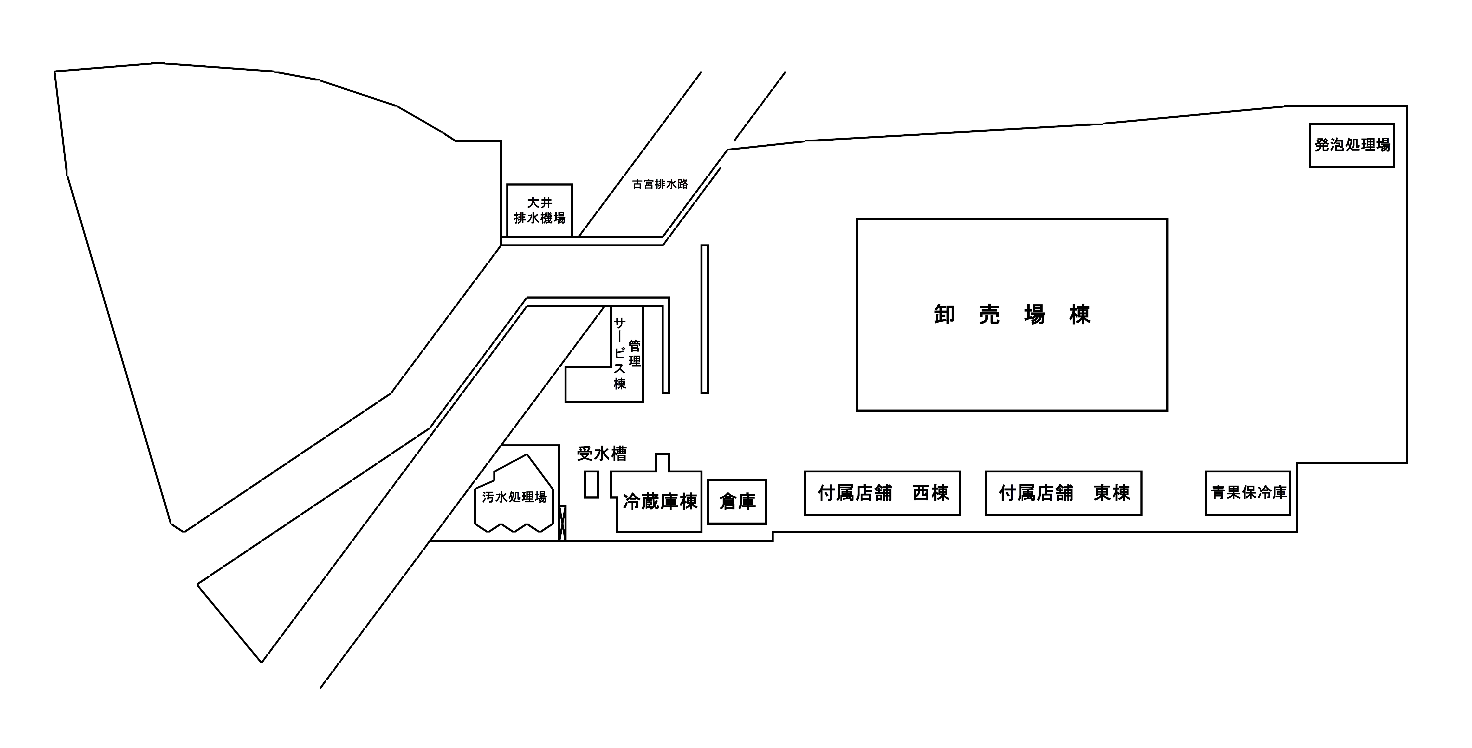 発泡処理場
古宮排水路
大井
排水機場
卸　売　場　棟
管理
サービス棟
受水槽
汚水処理場
冷蔵庫棟
倉庫
付属店舗　西棟
付属店舗　東棟
青果保冷庫